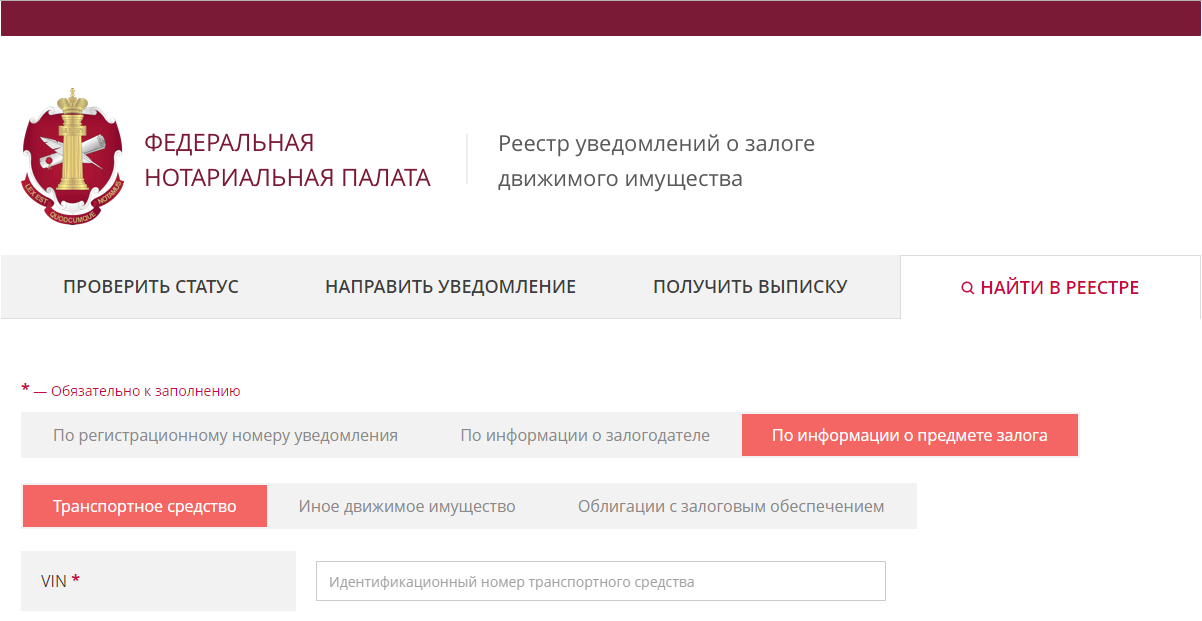 ФЕДЕРАЛЬНАЯ
НОТАРИАЛЬНАЯ ПАЛАТА
Реестр уведомлений о залоге
движимого имущества
LEX EST QUODCUMQUE NOTAMUS
ПРОВЕРИТЬ СТАТУС НАПРАВИТЬ УВЕДОМЛЕНИЕ ПОЛУЧИТЬ ВЫПИСКУ НАЙТИ В РЕЕСТРЕ
* — Обязательно к заполнению
По регистрационному номеру уведомления По информации о залогодателе По информации о предмете залога
Транспортное средство Иное движимое имущество Облигации с залоговым обеспечением
VIN * Идентификационный номер транспортного средства